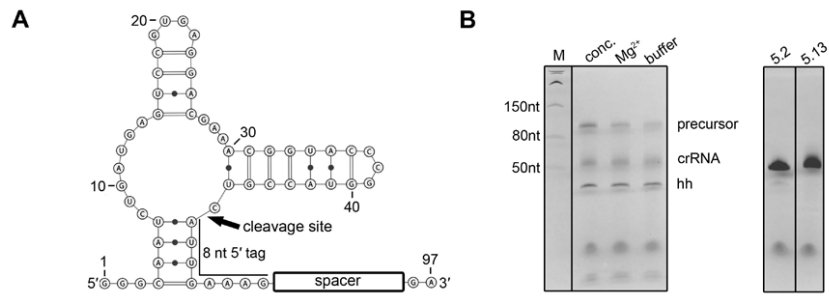 A
20
30
10
40
cleavage site
8 nt 5′ tag
1
97
5′ G G G C G A A A G spacer G A 3′
B
M
conc.
Mg²⁺
buffer
5.2
5.13
150nt
80nt
50nt
precursor
crRNA
hh